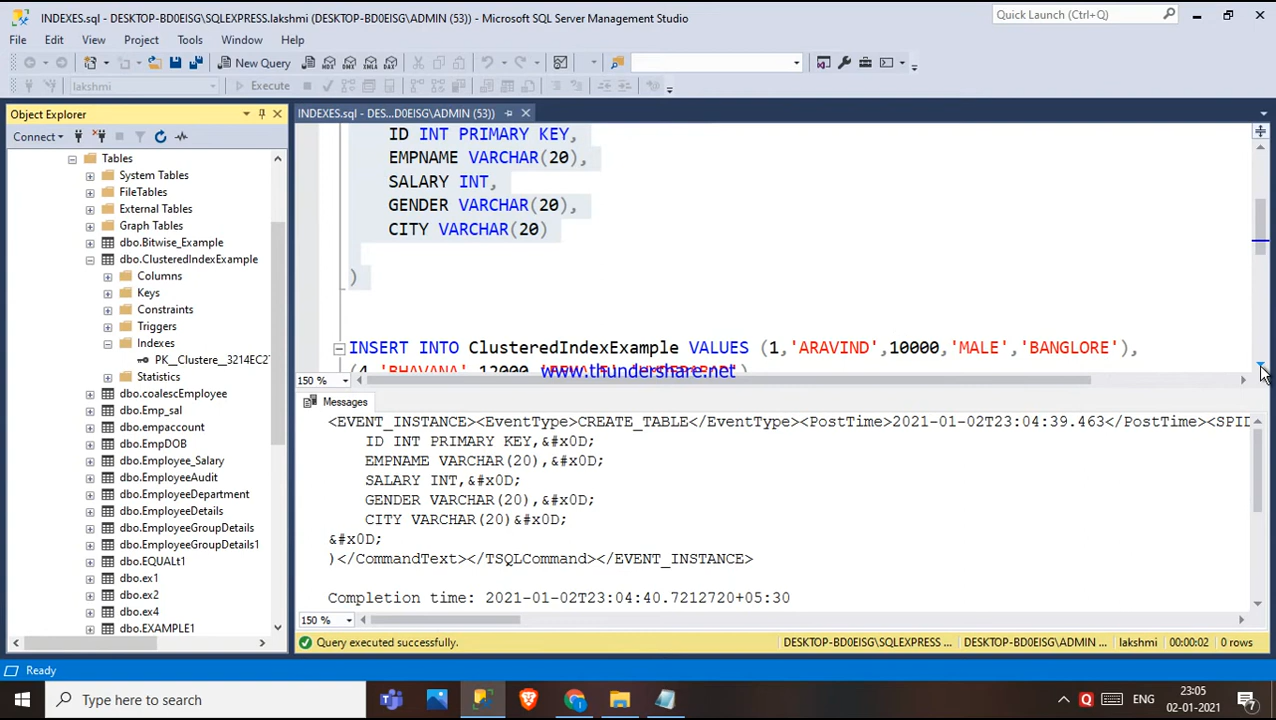 INDEXES.sql - DESKTOP-BD0EISG\SQLEXPRESS.lakshmi (DESKTOP-BD0EISG\ADMIN (53)) - Microsoft SQL Server Management Studio
Quick Launch (Ctrl+Q)
File Edit View Project Tools Window Help
New Query
MDX DMX XMLA DAX
lakshmi
Execute
Object Explorer
INDEXES.sql - DES...D0EISG\ADMIN (53))
Connect
Tables
System Tables
FileTables
External Tables
Graph Tables
dbo.Bitwise_Example
dbo.ClusteredIndexExample
Columns
Keys
Constraints
Triggers
Indexes
PK__Clustere__3214EC27
Statistics
dbo.coalescEmployee
dbo.Emp_sal
dbo.empaccount
dbo.EmpDOB
dbo.Employee_Salary
dbo.EmployeeAudit
dbo.EmployeeDepartment
dbo.EmployeeDetails
dbo.EmployeeGroupDetails
dbo.EmployeeGroupDetails1
dbo.EQUALt1
dbo.ex1
dbo.ex2
dbo.ex4
dbo.EXAMPLE1
ID INT PRIMARY KEY,
EMPNAME VARCHAR(20),
SALARY INT,
GENDER VARCHAR(20),
CITY VARCHAR(20)
)
INSERT INTO ClusteredIndexExample VALUES (1,'ARAVIND',10000,'MALE','BANGLORE'),
www.thundershare.net
150 %
Messages
<EVENT_INSTANCE><EventType>CREATE_TABLE</EventType><PostTime>2021-01-02T23:04:39.463</PostTime><SPID
ID INT PRIMARY KEY,&#x0D;
EMPNAME VARCHAR(20),&#x0D;
SALARY INT,&#x0D;
GENDER VARCHAR(20),&#x0D;
CITY VARCHAR(20)&#x0D;
&#x0D;
)</CommandText></TSQLCommand></EVENT_INSTANCE>
Completion time: 2021-01-02T23:04:40.7212720+05:30
150 %
Query executed successfully.
DESKTOP-BD0EISG\SQLEXPRESS ... DESKTOP-BD0EISG\ADMIN ... lakshmi 00:00:02 0 rows
Ready
Type here to search
ENG
23:05
02-01-2021
7